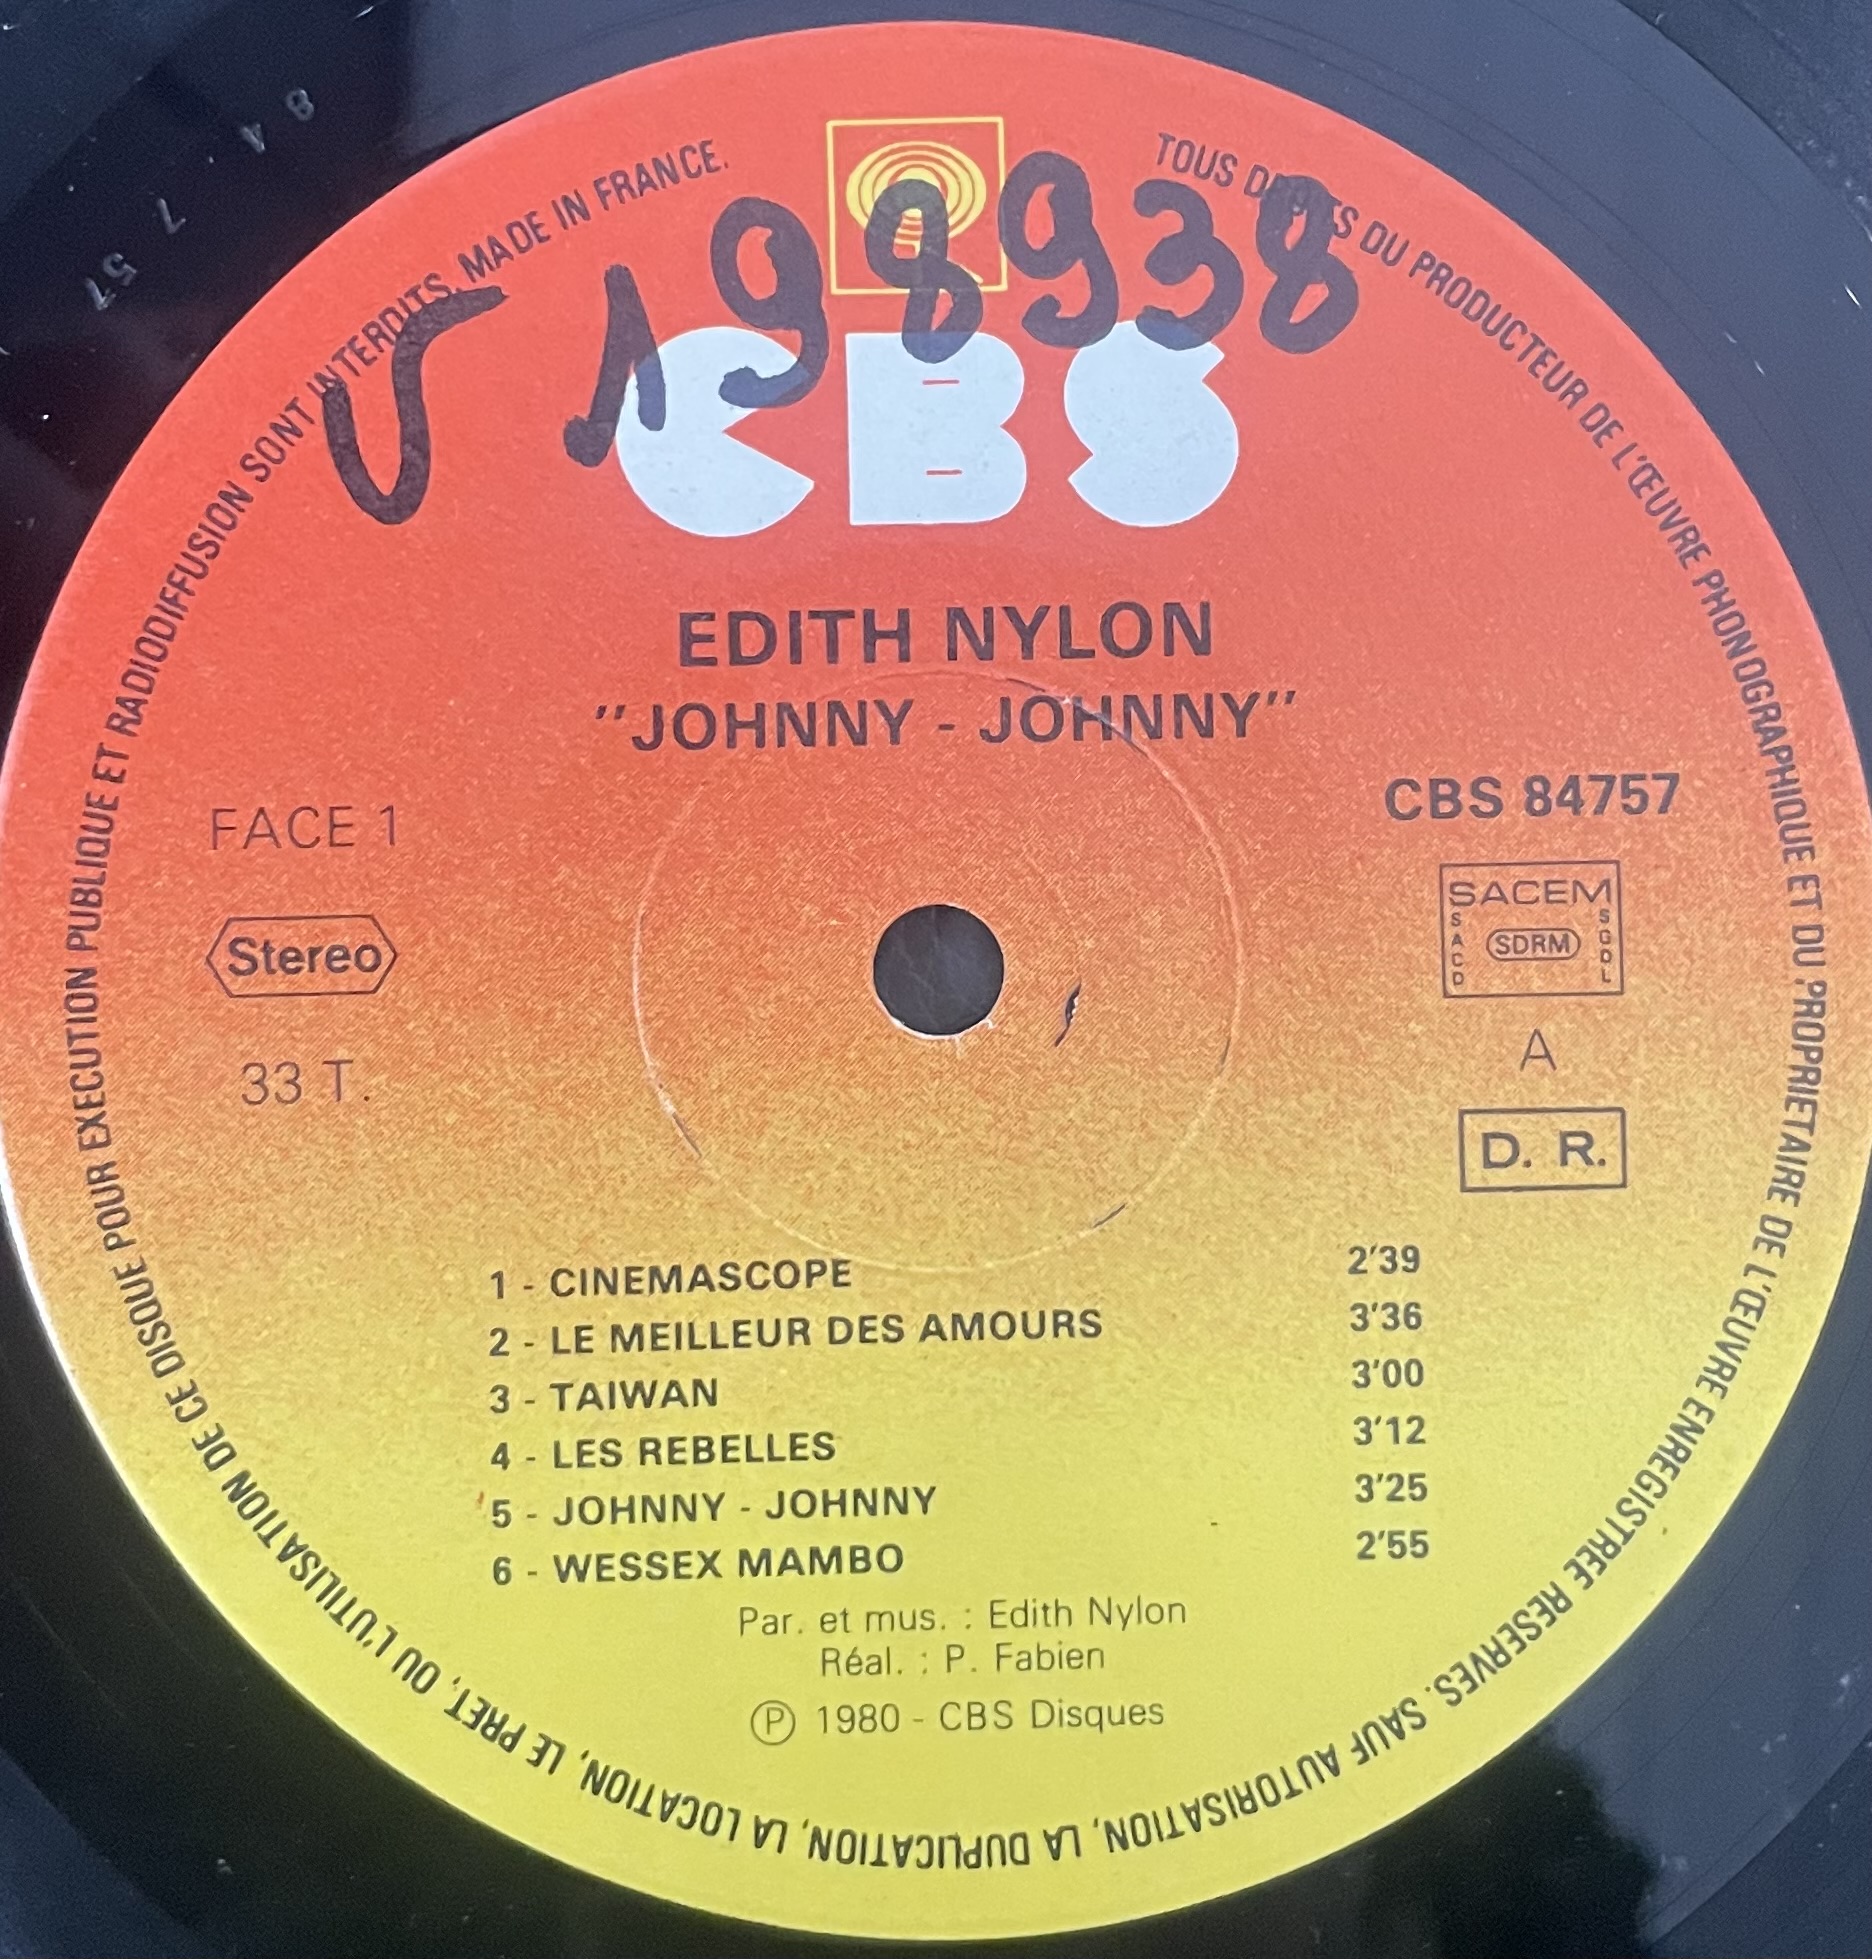 84757
U 198938
CBS
EDITH NYLON
"JOHNNY - JOHNNY"
FACE 1
CBS 84757
Stereo
SACEM
SACD
SDRM
SGDL
33 T.
A
D. R.
1 - CINEMASCOPE 2'39
2 - LE MEILLEUR DES AMOURS 3'36
3 - TAIWAN 3'00
4 - LES REBELLES 3'12
5 - JOHNNY - JOHNNY 3'25
6 - WESSEX MAMBO 2'55
Par. et mus. : Edith Nylon
Réal. : P. Fabien
Ⓟ 1980 - CBS Disques
TOUS DROITS DU PRODUCTEUR DE L'ŒUVRE PHONOGRAPHIQUE ET DU PROPRIETAIRE DE L'ŒUVRE ENREGISTREE RESERVES. SAUF AUTORISATION, LA DUPLICATION, LA LOCATION, LE PRET, OU L'UTILISATION DE CE DISQUE POUR EXECUTION PUBLIQUE ET RADIODIFFUSION SONT INTERDITS. MADE IN FRANCE.